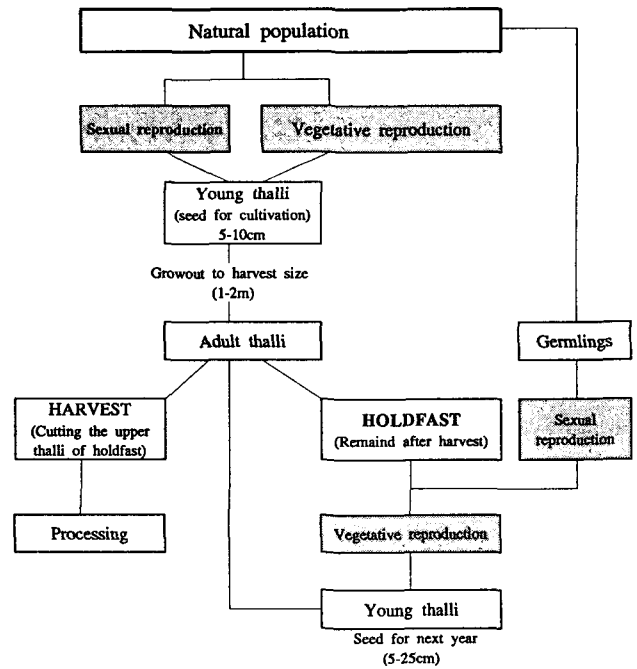 Natural population
Sexual reproduction
Vegetative reproduction
Young thalli
(seed for cultivation)
5-10cm
Growout to harvest size
(1-2m)
Adult thalli
Germlings
HARVEST
(Cutting the upper
thalli of holdfast)
HOLDFAST
(Remaind after harvest)
Sexual
reproduction
Processing
Vegetative reproduction
Young thalli
Seed for next year
(5-25cm)